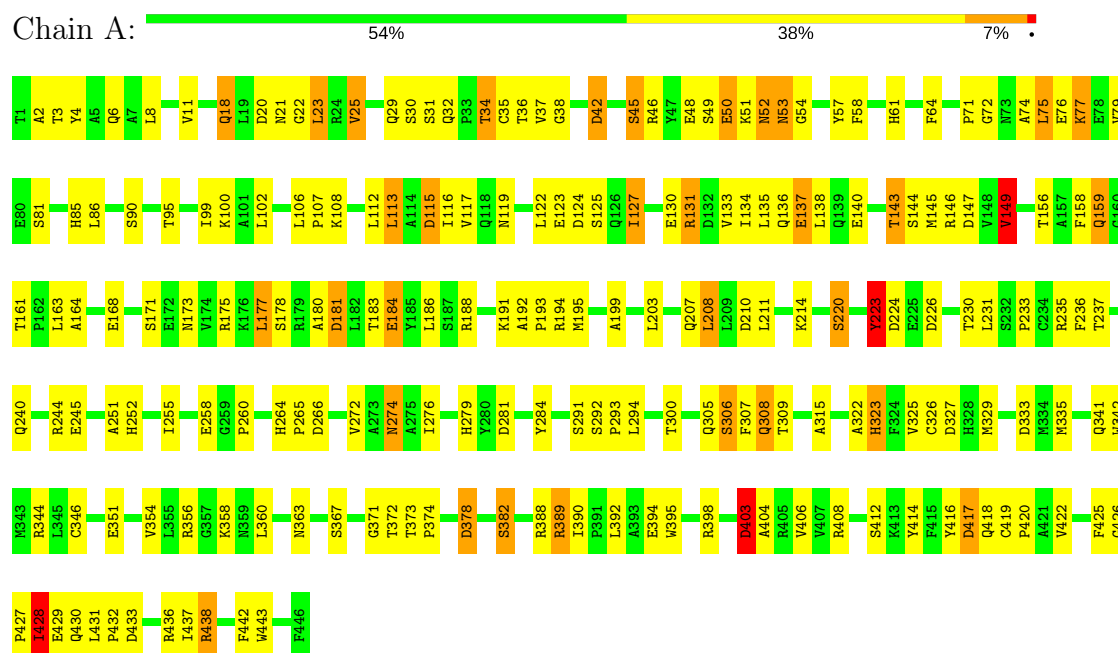 Chain A:
54% 38% 7% •
T1 A2 T3 Y4 A5 Q6 A7 L8 V11 Q18 L19 D20 N21 G22 L23 R24 V25 Q29 S30 S31 Q32 P33 T34 C35 T36 V37 G38 D42 S45 R46 Y47 E48 S49 E50 K51 N52 N53 G54 Y57 F58 H61 F64 P71 G72 N73 A74 L75 E76 K77 E78 V79
E80 S81 H85 L86 S90 T95 I99 K100 A101 L102 L106 P107 K108 L112 L113 A114 D115 I116 V117 Q118 N119 L122 E123 D124 S125 Q126 I127 E130 R131 D132 V133 I134 L135 Q136 E137 L138 Q139 E140 T143 S144 M145 R146 D147 V148 V149 T156 A157 F158 Q159 G160
T161 P162 L163 A164 E168 S171 E172 N173 V174 R175 K176 L177 S178 R179 A180 D181 L182 T183 E184 Y185 L186 S187 R188 K191 A192 P193 R194 M195 A199 L203 Q207 L208 L209 D210 L211 K214 S220 Y223 D224 E225 D226 T230 L231 S232 P233 C234 R235 F236 T237
Q240 R244 E245 A251 H252 I255 E258 G259 P260 H264 P265 D266 V272 A273 N274 A275 I276 H279 Y280 D281 Y284 S291 S292 P293 L294 T300 Q305 S306 F307 Q308 T309 A315 A322 H323 F324 V325 C326 D327 H328 M329 D333 M334 M335 Q341 W342
M343 R344 L345 C346 E351 V354 L355 R356 G357 K358 N359 L360 N363 S367 G371 T372 T373 P374 D378 S382 R388 R389 I390 P391 L392 A393 E394 W395 R398 D403 A404 R405 V406 V407 R408 S412 K413 Y414 F415 Y416 D417 Q418 C419 P420 A421 V422 F425 G426
P427 I428 E429 Q430 L431 P432 D433 R436 I437 R438 F442 W443 F446